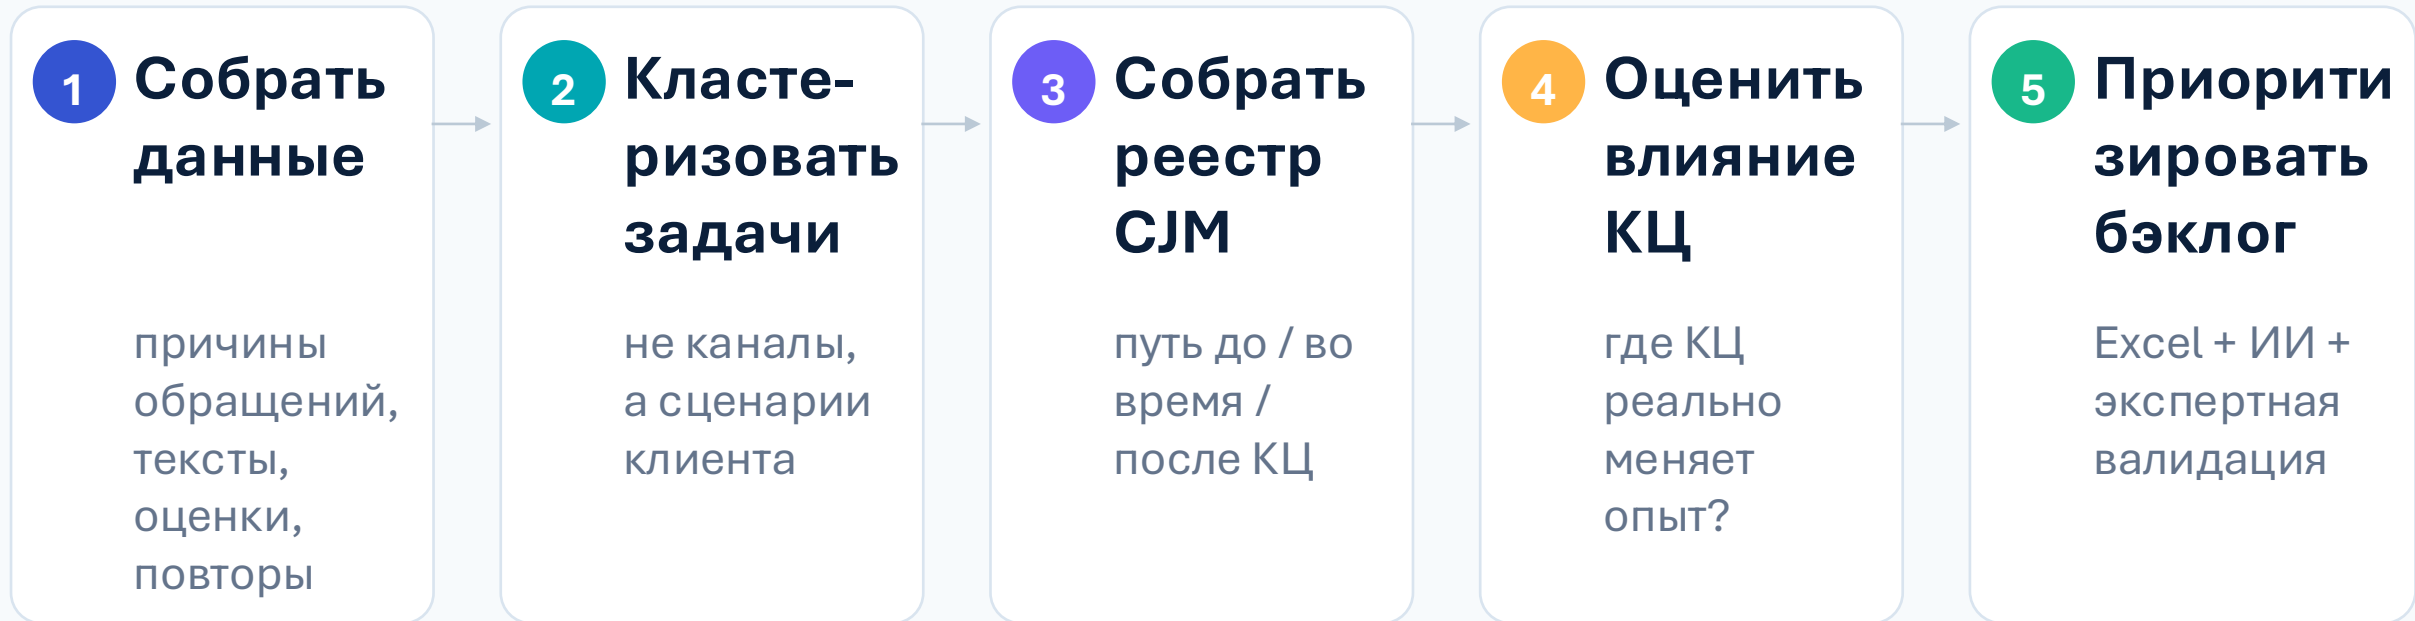 1
Собрать
данные
причины
обращений,
тексты,
оценки,
повторы
2
Класте-
ризовать
задачи
не каналы,
а сценарии
клиента
3
Собрать
реестр
CJM
путь до / во
время /
после КЦ
4
Оценить
влияние
КЦ
где КЦ
реально
меняет
опыт?
5
Приорити
зировать
бэклог
Excel + ИИ +
экспертная
валидация